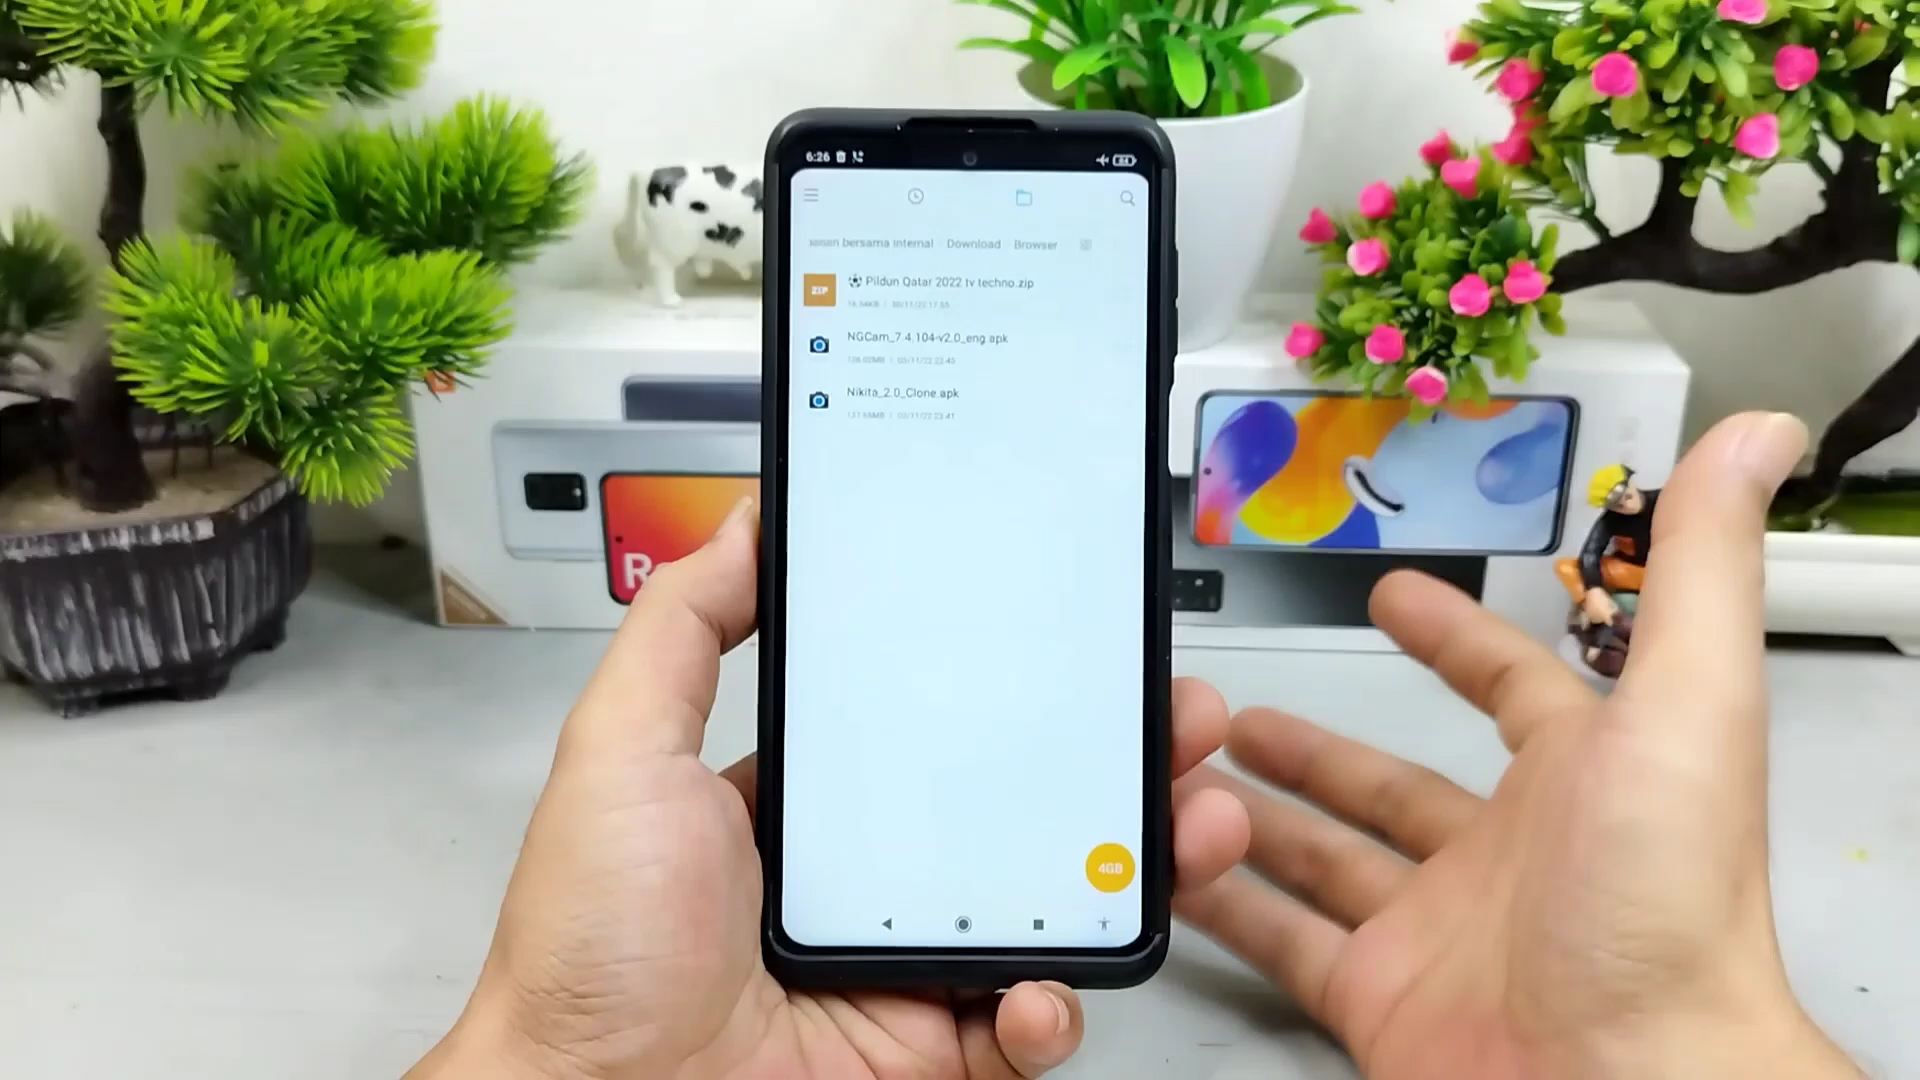 6:26
bersama internal Download Browser
ZIP
Pildun Qatar 2022 tv techno.zip
NGCam_7.4.104-v2.0_eng.apk
Nikita_2.0_Clone.apk
4GB